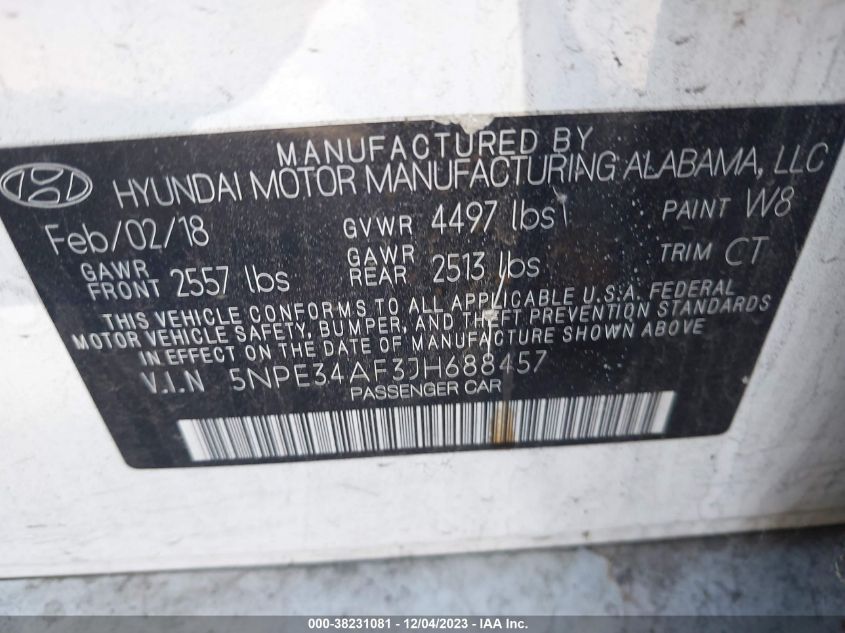 MANUFACTURED BY
HYUNDAI MOTOR MANUFACTURING ALABAMA, LLC
Feb/02/18 GVWR 4497 lbs PAINT W8
GAWR FRONT 2557 lbs GAWR REAR 2513 lbs TRIM CT
THIS VEHICLE CONFORMS TO ALL APPLICABLE U.S.A. FEDERAL
MOTOR VEHICLE SAFETY, BUMPER, AND THEFT PREVENTION STANDARDS
IN EFFECT ON THE DATE OF MANUFACTURE SHOWN ABOVE
V.I.N 5NPE34AF3JH688457
PASSENGER CAR
000-38231081 - 12/04/2023 - IAA Inc.